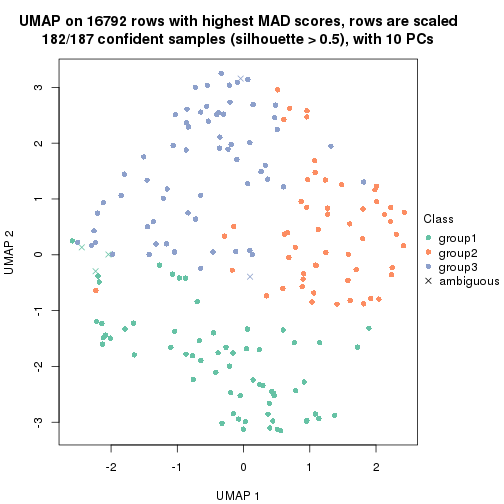 UMAP on 16792 rows with highest MAD scores, rows are scaled
182/187 confident samples (silhouette > 0.5), with 10 PCs
3
2
1
0
-1
-2
-3
UMAP 2
-2
-1
0
1
2
UMAP 1
Class
group1
group2
group3
ambiguous